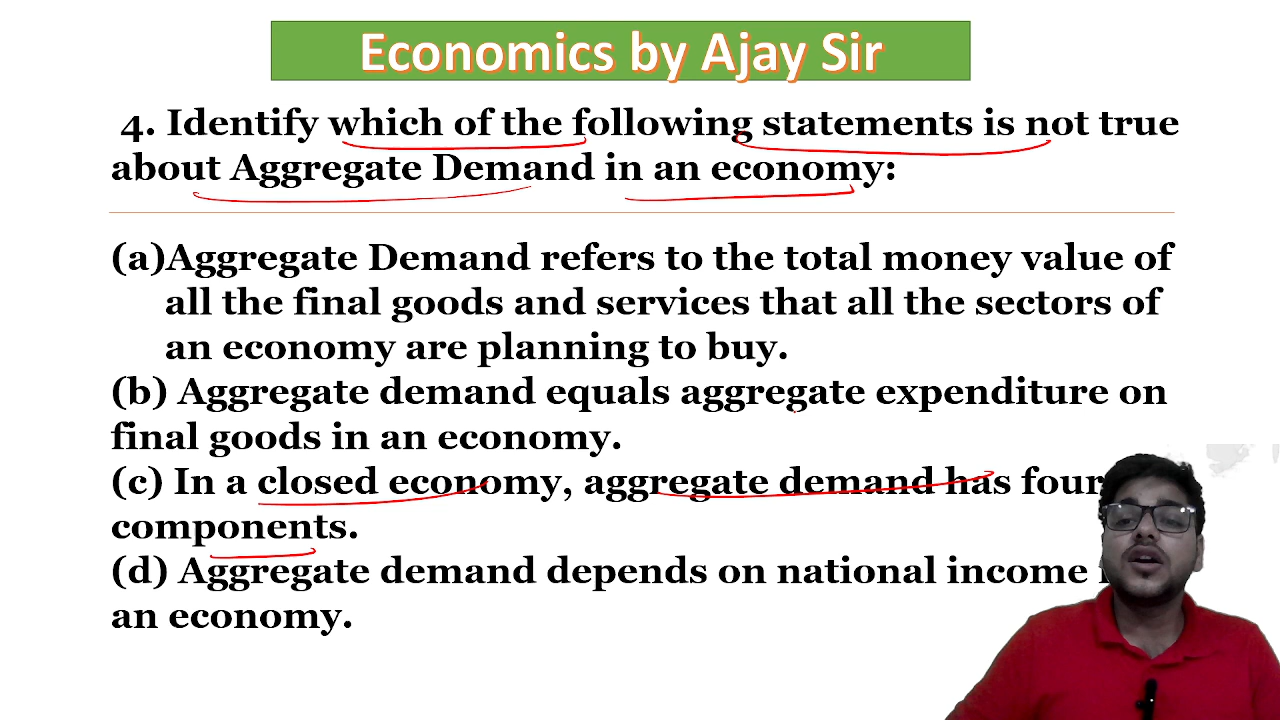 Economics by Ajay Sir
4. Identify which of the following statements is not true
about Aggregate Demand in an economy:
(a)Aggregate Demand refers to the total money value of
all the final goods and services that all the sectors of
an economy are planning to buy.
(b) Aggregate demand equals aggregate expenditure on
final goods in an economy.
(c) In a closed economy, aggregate demand has four
components.
(d) Aggregate demand depends on national income
an economy.